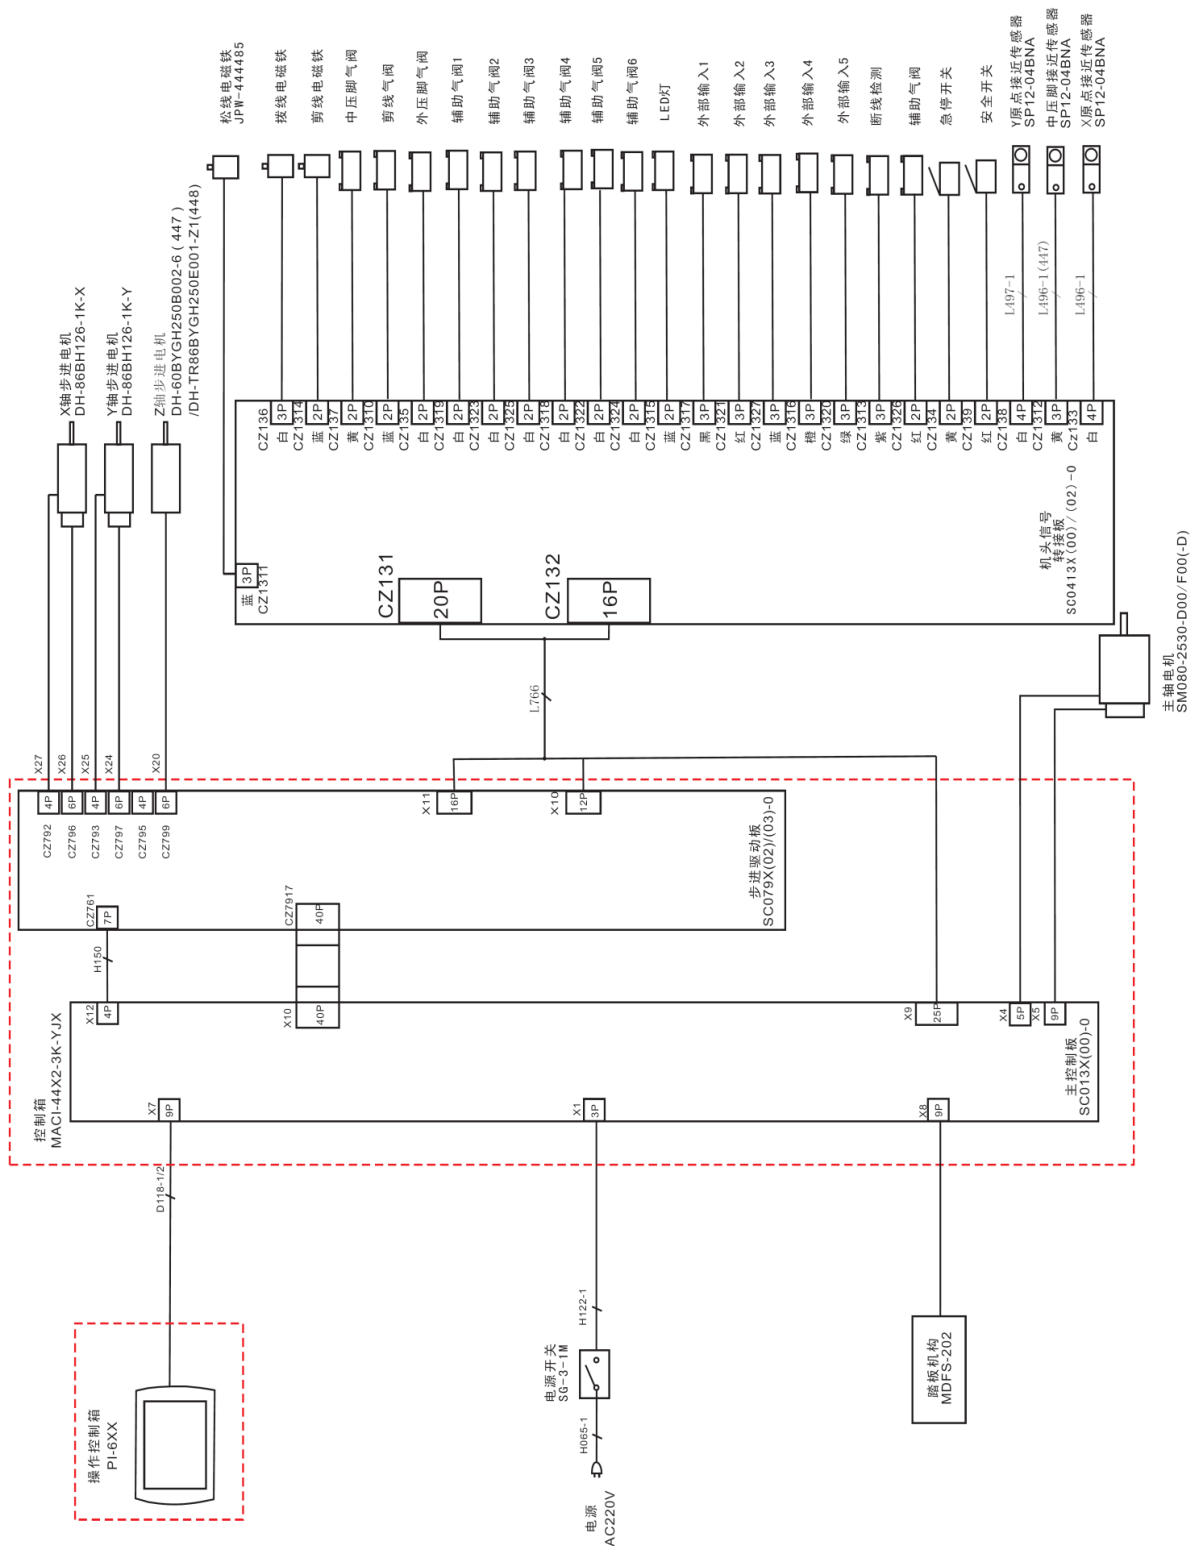 松线电磁铁
JPW-444485
拨线电磁铁
剪线电磁铁
中压脚气阀
剪线气阀
外压脚气阀
辅助气阀1
辅助气阀2
辅助气阀3
辅助气阀4
辅助气阀5
辅助气阀6
LED灯
外部输入1
外部输入2
外部输入3
外部输入4
外部输入5
断线检测
辅助气阀
急停开关
安全开关
Y原点接近传感器
SP12-04BNA
中压脚接近传感器
SP12-04BNA
X原点接近传感器
SP12-04BNA
L497-1
L496-1(447)
L496-1
X轴步进电机
DH-86BH126-1K-X
Y轴步进电机
DH-86BH126-1K-Y
Z轴步进电机
DH-60BYGH250B002-6 ( 447 )
/DH-TR86BYGH250E001-Z1(448)
CZ136
3P
白
CZ1314
2P
蓝
CZ137
2P
黄
CZ1310
2P
蓝
CZ135
2P
白
CZ1319
2P
白
CZ1323
2P
白
CZ1325
2P
白
CZ1318
2P
白
CZ1322
2P
白
CZ1324
2P
白
CZ1315
2P
蓝
CZ1317
3P
黑
CZ1321
3P
红
CZ1327
3P
蓝
CZ1316
3P
橙
CZ1320
3P
绿
CZ1313
3P
紫
CZ1326
2P
红
CZ134
2P
黄
CZ139
2P
红
CZ138
4P
白
CZ1312
3P
黄
Cz133
4P
白
蓝
3P
CZ1311
CZ131
20P
CZ132
16P
机头信号
转接板
SC0413X(00)/(02)-0
L766
主轴电机
SM080-2530-D00/F00(-D)
X27
X26
X25
X24
X20
4P
6P
4P
6P
4P
6P
CZ792
CZ796
CZ793
CZ797
CZ795
CZ799
X11
16P
X10
12P
步进驱动板
SC079X(02)/(03)-0
CZ761
7P
CZ7917
40P
H150
X12
4P
X10
40P
X9
25P
X4
5P
X5
9P
控制箱
MACI-44X2-3K-YJX
X7
9P
X1
3P
X8
9P
主控制板
SC013X(00)-0
D118-1/2
H122-1
电源开关
SG-3-1M
H065-1
电源
AC220V
操作控制箱
PI-6XX
踏板机构
MDFS-202